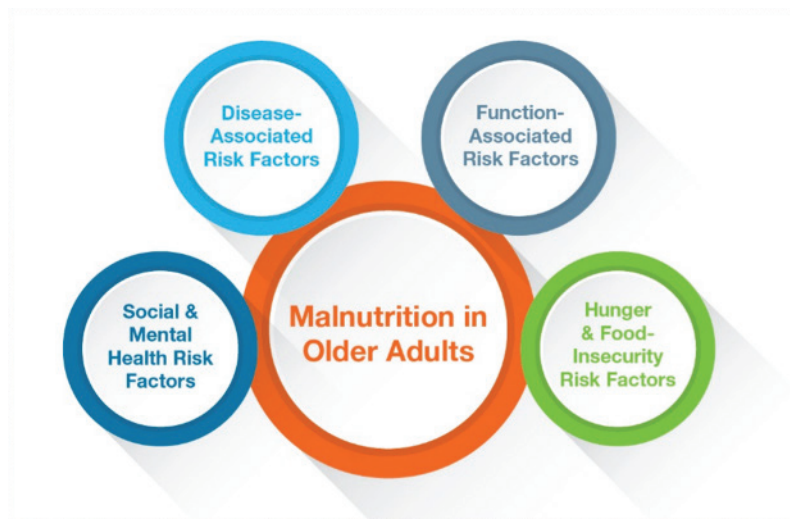 Disease-
Associated
Risk Factors
Function-
Associated
Risk Factors
Social &
Mental
Health Risk
Factors
Malnutrition in
Older Adults
Hunger
& Food-
Insecurity
Risk Factors